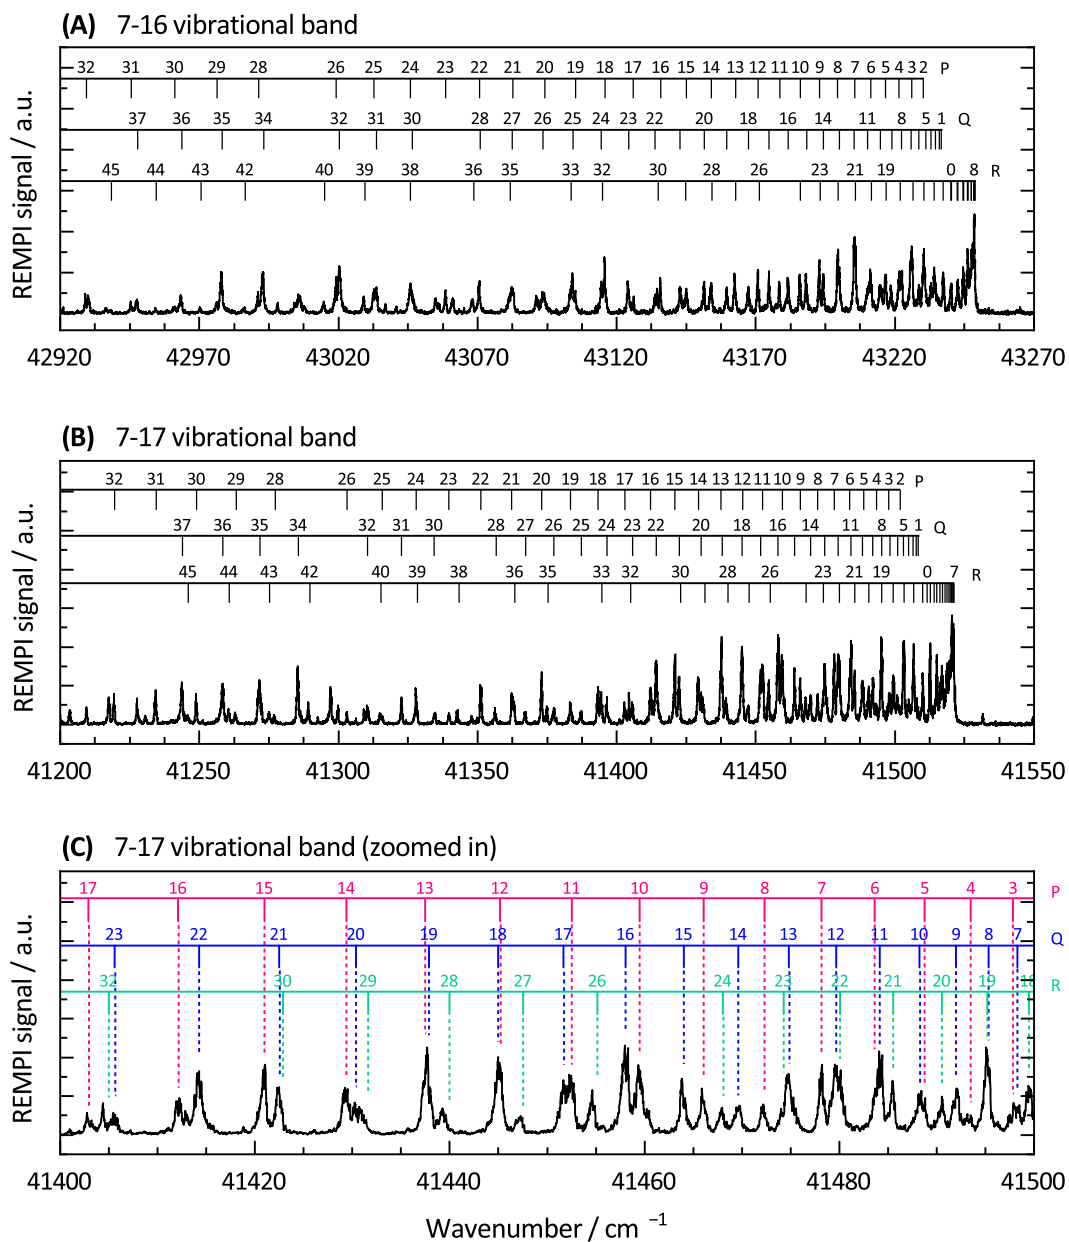 (A) 7-16 vibrational band
32 31 30 29 28 26 25 24 23 22 21 20 19 18 17 16 15 14 13 12 11 10 9 8 7 6 5 4 3 2 P
37 36 35 34 32 31 30 28 27 26 25 24 23 22 20 18 16 14 11 8 5 1 Q
45 44 43 42 40 39 38 36 35 33 32 30 28 26 23 21 19 0 8 R
REMPI signal / a.u.
42920 42970 43020 43070 43120 43170 43220 43270
(B) 7-17 vibrational band
32 31 30 29 28 26 25 24 23 22 21 20 19 18 17 16 15 14 13 12 11 10 9 8 7 6 5 4 3 2 P
37 36 35 34 32 31 30 28 27 26 25 24 23 22 20 18 16 14 11 8 5 1 Q
45 44 43 42 40 39 38 36 35 33 32 30 28 26 23 21 19 0 7 R
REMPI signal / a.u.
41200 41250 41300 41350 41400 41450 41500 41550
(C) 7-17 vibrational band (zoomed in)
17 16 15 14 13 12 11 10 9 8 7 6 5 4 3 P
23 22 21 20 19 18 17 16 15 14 13 12 11 10 9 8 7 Q
32 30 29 28 27 26 24 23 22 21 20 19 18 R
REMPI signal / a.u.
41400 41420 41440 41460 41480 41500
Wavenumber / cm −1